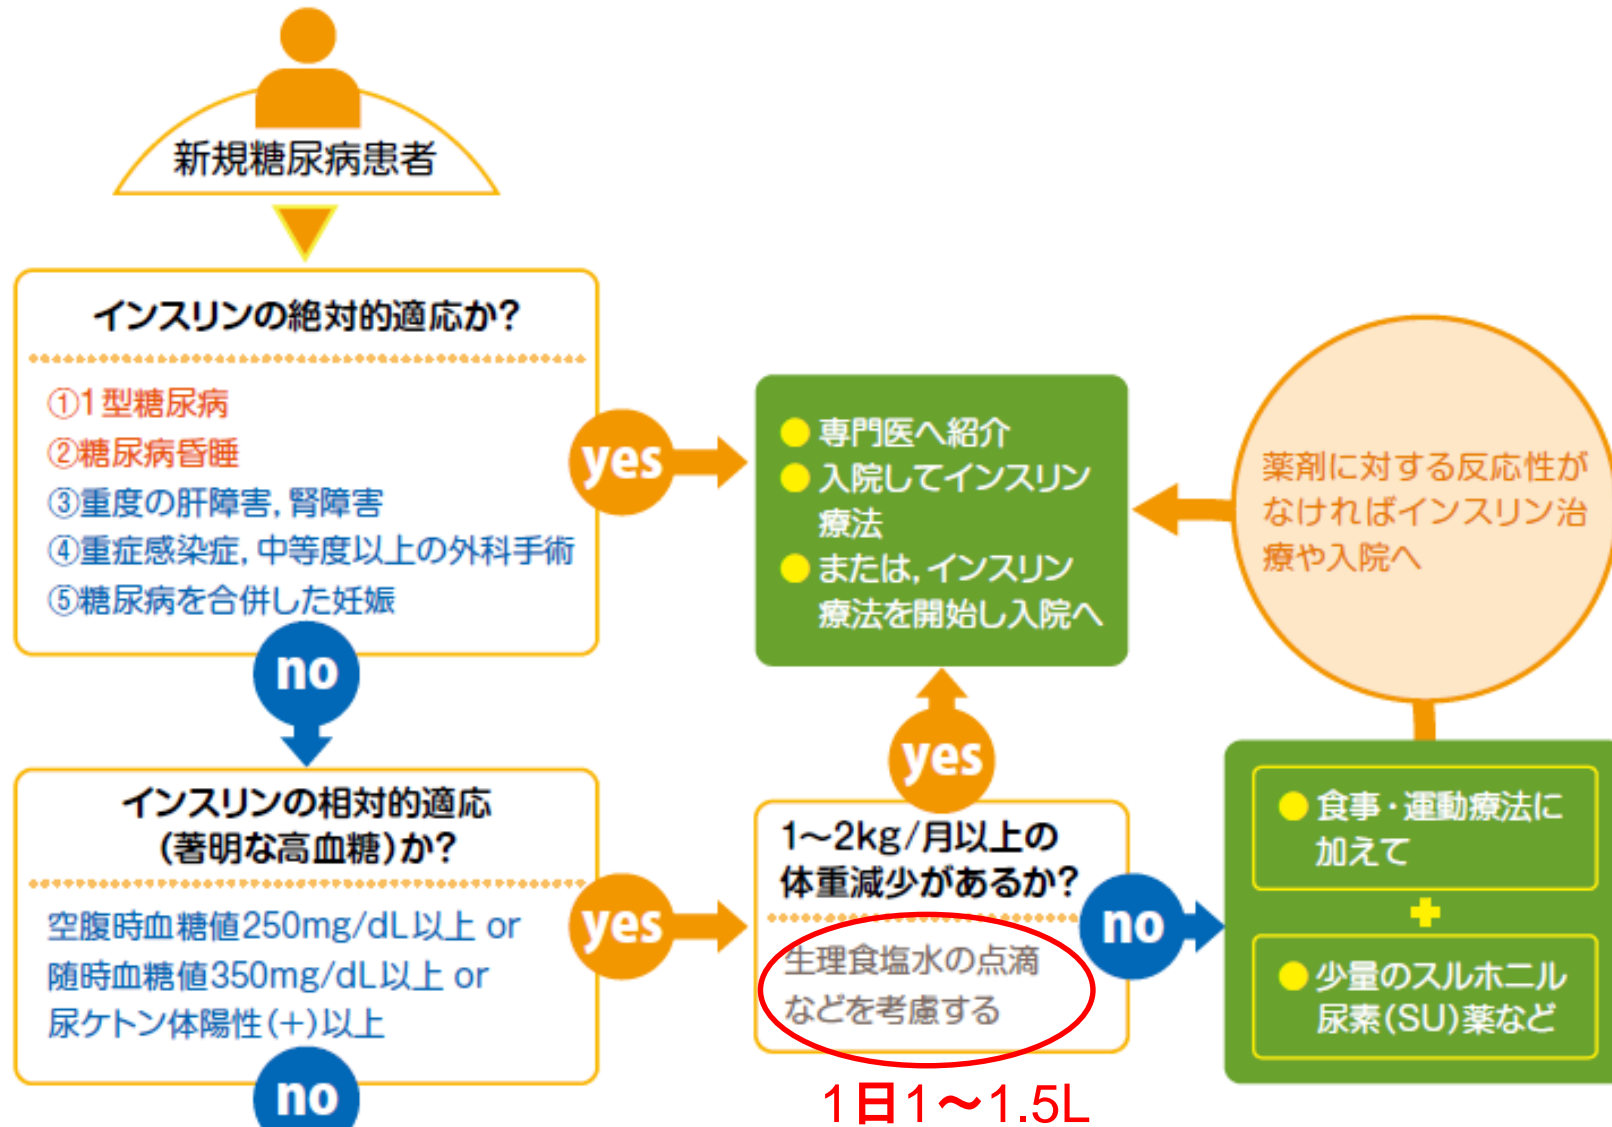 新規糖尿病患者
インスリンの絶対的適応か?
①1型糖尿病
②糖尿病昏睡
③重度の肝障害,腎障害
④重症感染症,中等度以上の外科手術
⑤糖尿病を合併した妊娠
yes
no
● 専門医へ紹介
● 入院してインスリン
療法
● または,インスリン
療法を開始し入院へ
薬剤に対する反応性が
なければインスリン治
療や入院へ
インスリンの相対的適応
(著明な高血糖)か?
空腹時血糖値250mg/dL以上 or
随時血糖値350mg/dL以上 or
尿ケトン体陽性(+)以上
yes
no
yes
1〜2kg/月以上の
体重減少があるか?
生理食塩水の点滴
などを考慮する
1日1〜1.5L
no
● 食事・運動療法に
加えて
+
● 少量のスルホニル
尿素(SU)薬など